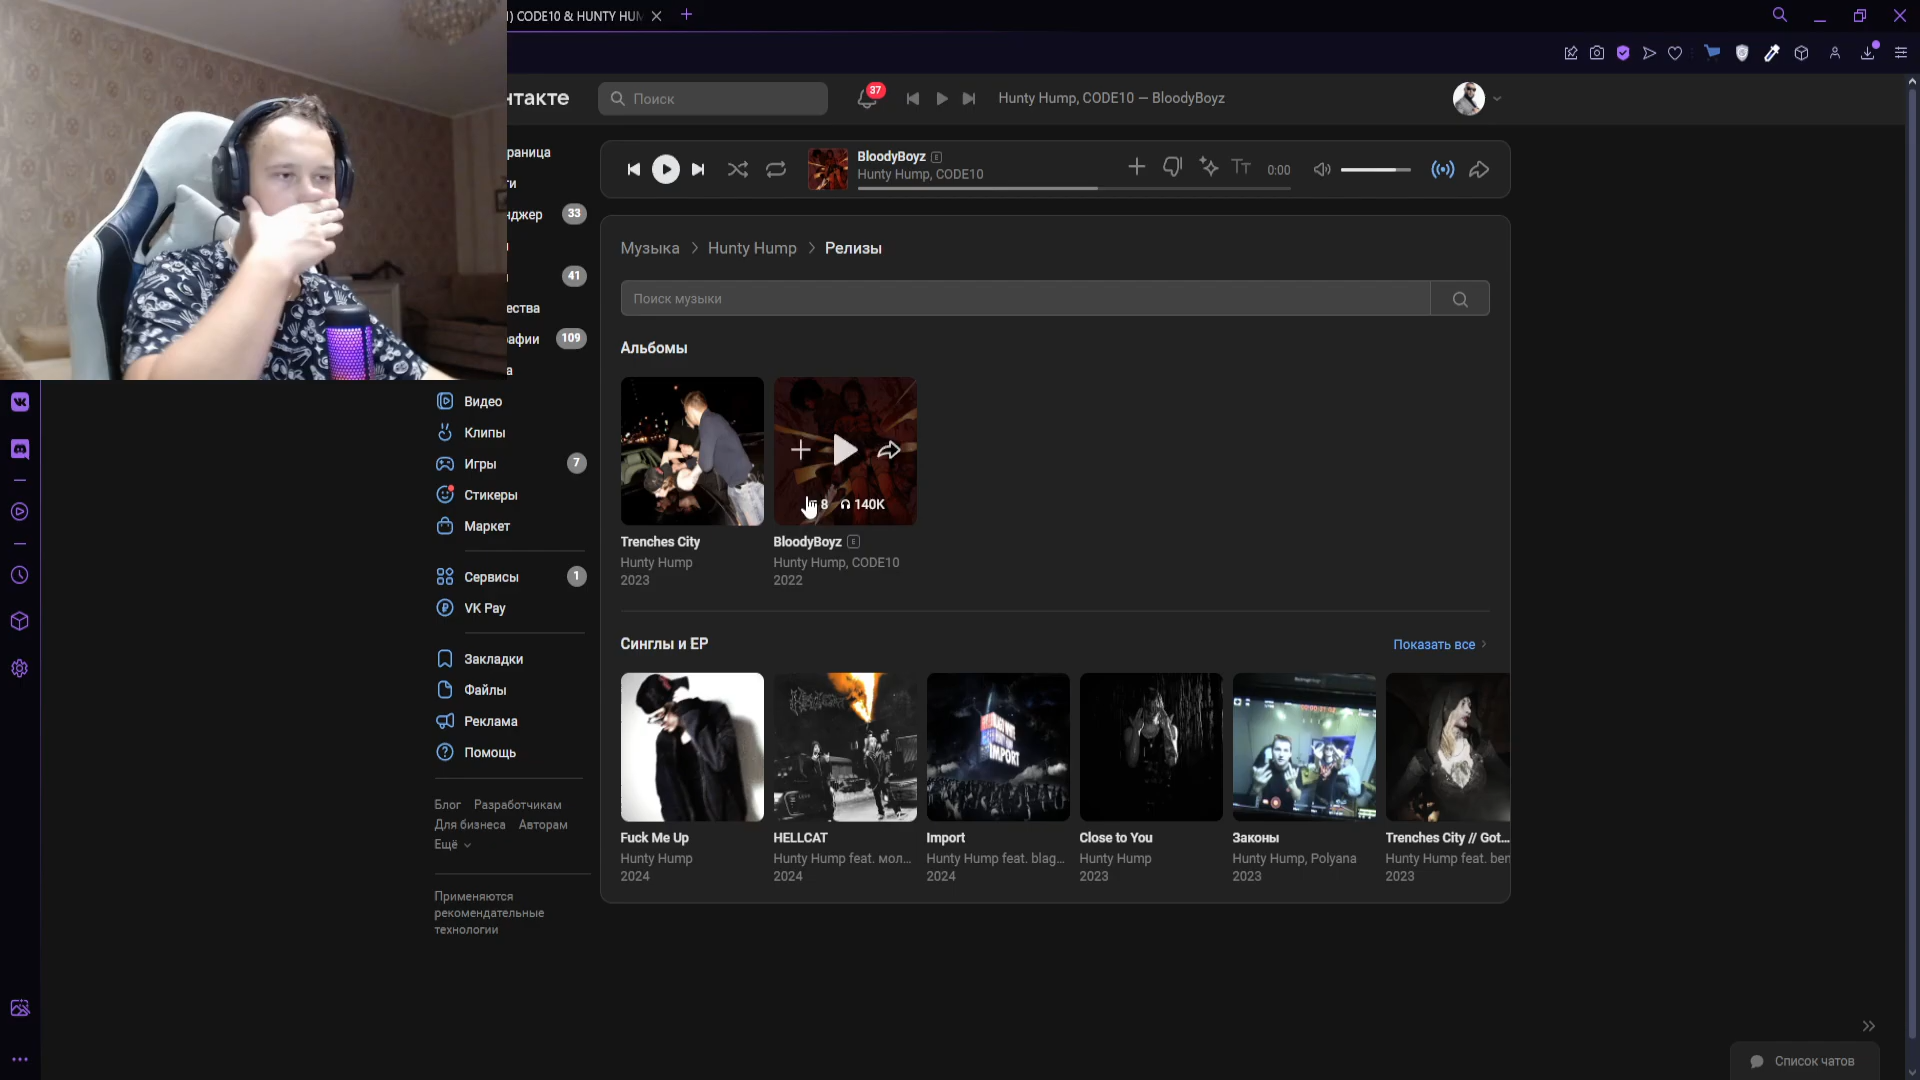 ) CODE10 & HUNTY HUM
нтакте
Поиск
37
Hunty Hump, CODE10 — BloodyBoyz
BloodyBoyz E
Hunty Hump, CODE10
0:00
раница
ти
нджер 33
41
ества
афии 109
а
Видео
Клипы
Игры 7
Стикеры
Маркет
Сервисы 1
VK Pay
Закладки
Файлы
Реклама
Помощь
Блог Разработчикам
Для бизнеса Авторам
Ещё
Применяются
рекомендательные
технологии
Музыка > Hunty Hump > Релизы
Поиск музыки
Альбомы
8 140K
Trenches City
Hunty Hump
2023
BloodyBoyz E
Hunty Hump, CODE10
2022
Синглы и EP
Показать все
IMPORT
Fuck Me Up
Hunty Hump
2024
HELLCAT
Hunty Hump feat. мол...
2024
Import
Hunty Hump feat. blag...
2024
Close to You
Hunty Hump
2023
Законы
Hunty Hump, Polyana
2023
Trenches City // Got...
Hunty Hump feat. ben
2023
Список чатов